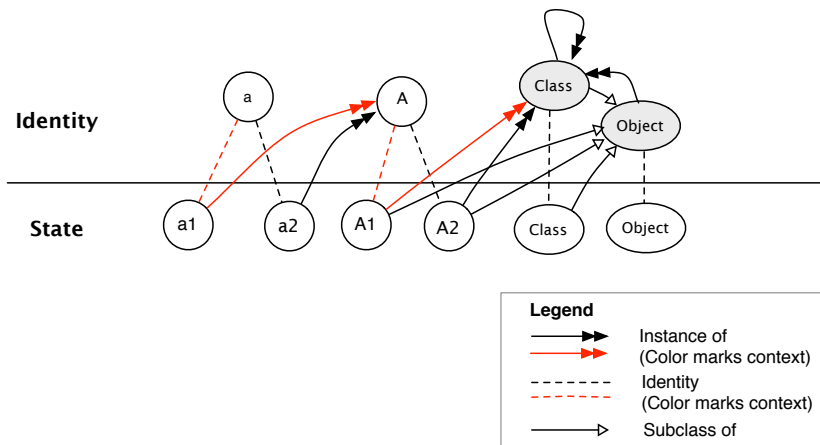 Class
a
A
Identity
Object
State
a1
a2
A1
A2
Class
Object
Legend
Instance of
(Color marks context)
Identity
(Color marks context)
Subclass of